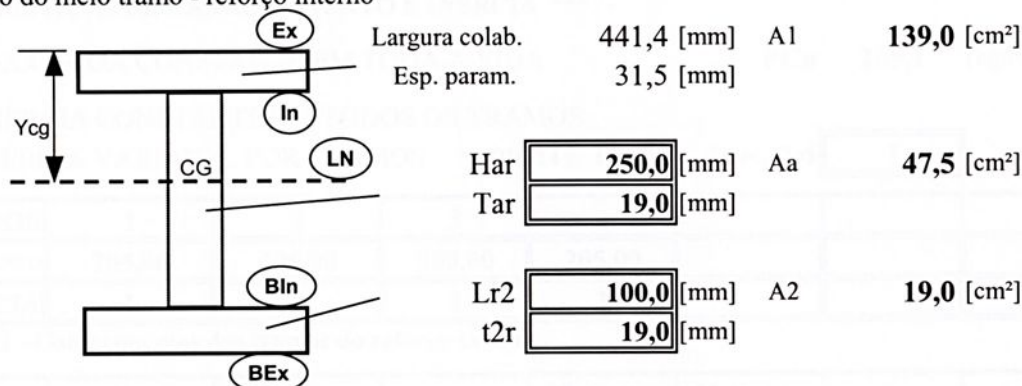 o do meio tramo - reforço interno
Ex
Largura colab. 441,4 [mm] A1 139,0 [cm²]
Esp. param. 31,5 [mm]
In
Ycg
LN
CG
Har 250,0 [mm] Aa 47,5 [cm²]
Tar 19,0 [mm]
BIn
Lr2 100,0 [mm] A2 19,0 [cm²]
t2r 19,0 [mm]
BEx